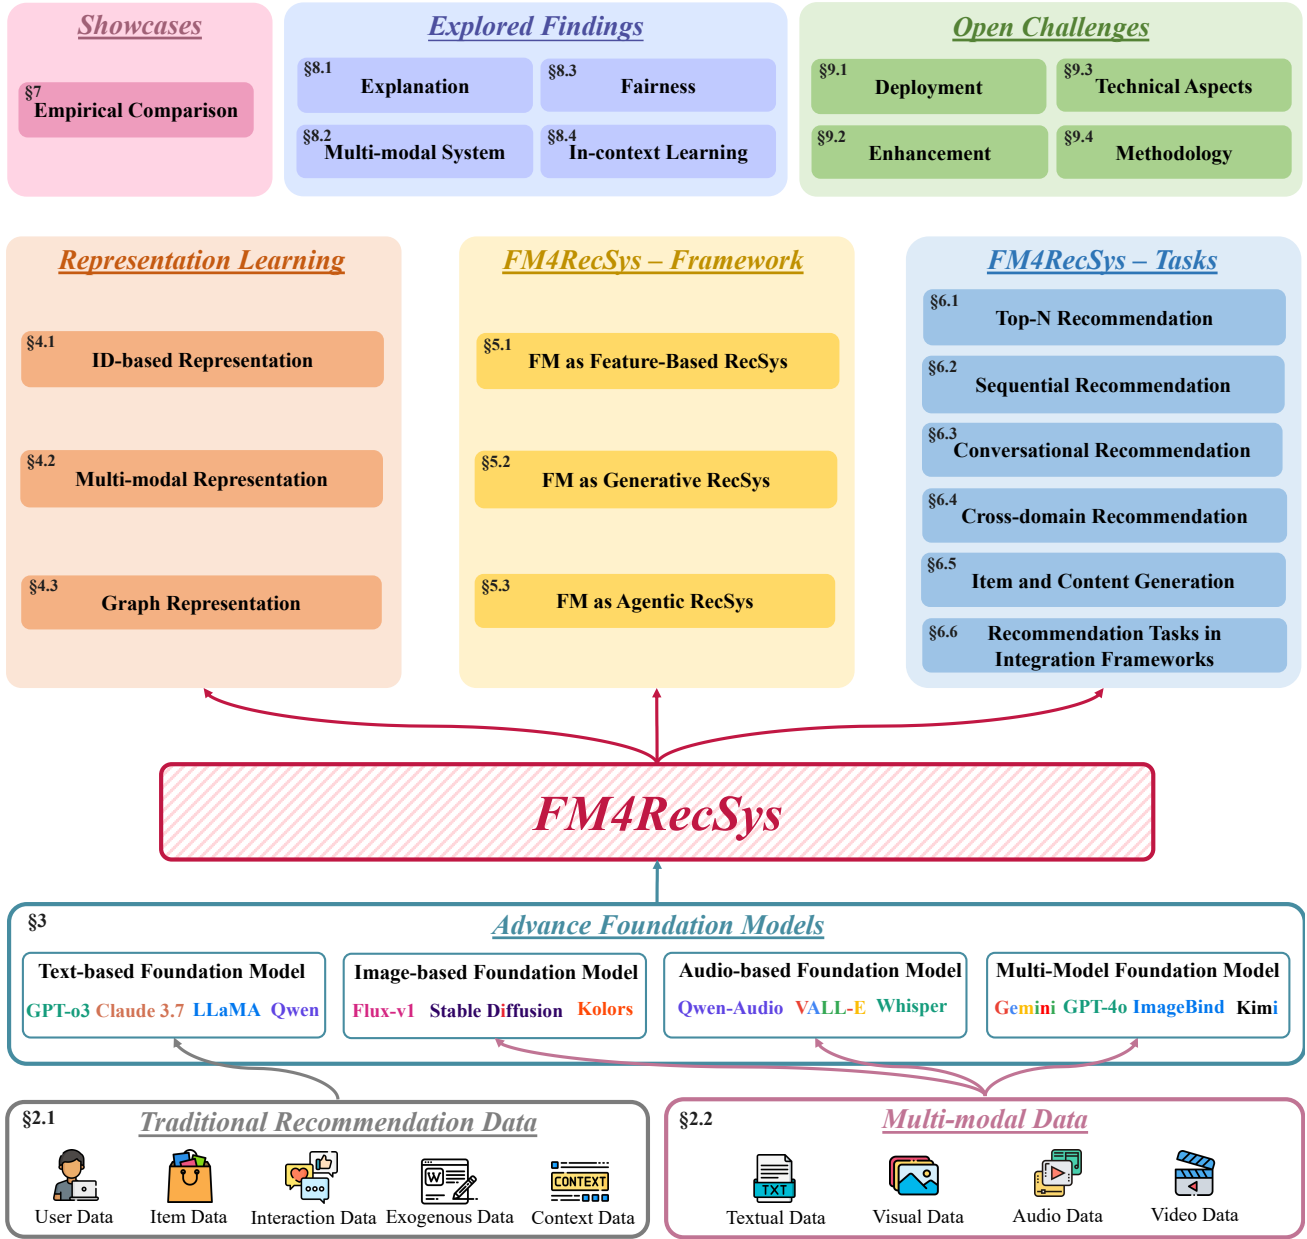 Showcases
§7
Empirical Comparison
Explored Findings
§8.1
Explanation
§8.3
Fairness
§8.2
Multi-modal System
§8.4
In-context Learning
Open Challenges
§9.1
Deployment
§9.3
Technical Aspects
§9.2
Enhancement
§9.4
Methodology
Representation Learning
§4.1
ID-based Representation
§4.2
Multi-modal Representation
§4.3
Graph Representation
FM4RecSys – Framework
§5.1
FM as Feature-Based RecSys
§5.2
FM as Generative RecSys
§5.3
FM as Agentic RecSys
FM4RecSys – Tasks
§6.1
Top-N Recommendation
§6.2
Sequential Recommendation
§6.3
Conversational Recommendation
§6.4
Cross-domain Recommendation
§6.5
Item and Content Generation
§6.6
Recommendation Tasks in
Integration Frameworks
FM4RecSys
§3
Advance Foundation Models
Text-based Foundation Model
GPT-o3 Claude 3.7 LLaMA Qwen
Image-based Foundation Model
Flux-v1 Stable Diffusion Kolors
Audio-based Foundation Model
Qwen-Audio VALL-E Whisper
Multi-Model Foundation Model
Gemini GPT-4o ImageBind Kimi
§2.1
Traditional Recommendation Data
W
CONTEXT
User Data
Item Data
Interaction Data
Exogenous Data
Context Data
§2.2
Multi-modal Data
TXT
Textual Data
Visual Data
Audio Data
Video Data